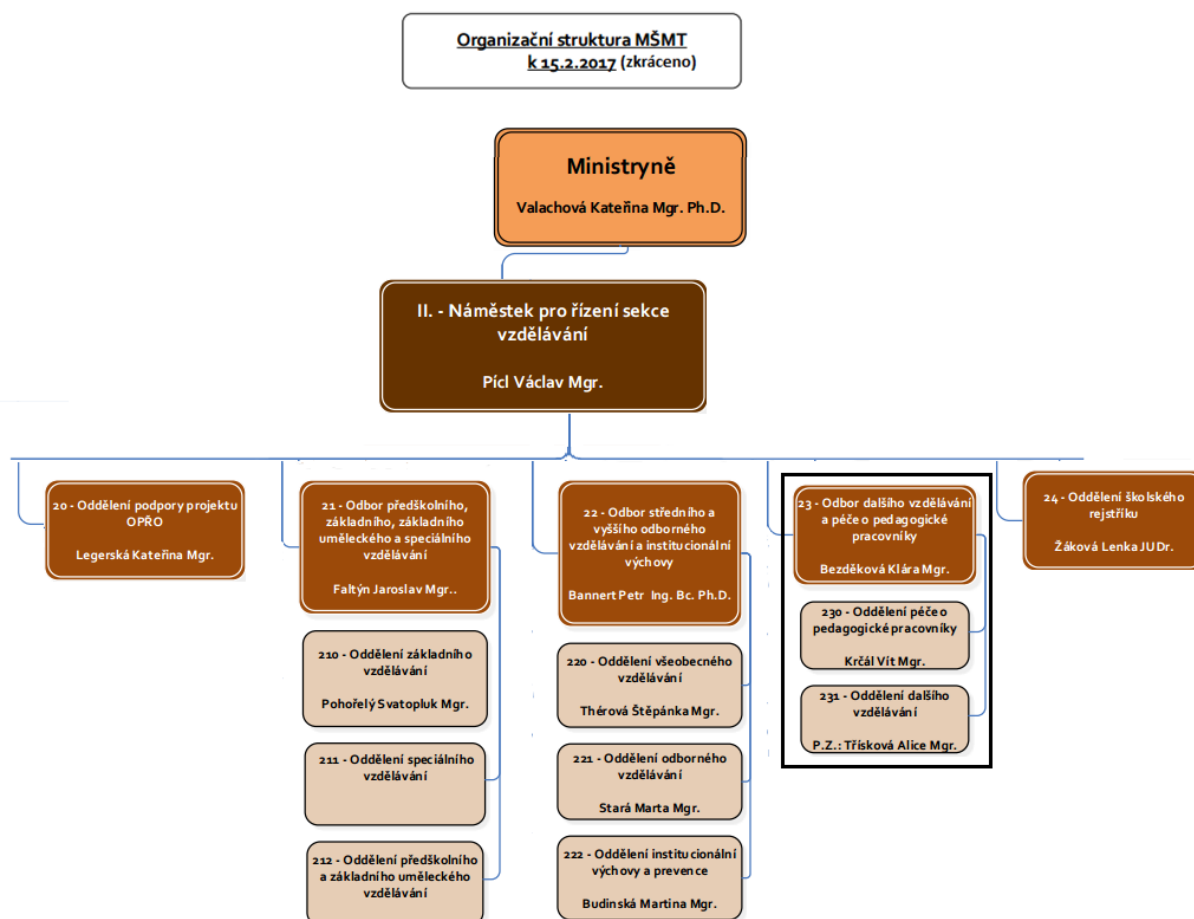 Organizační struktura MŠMT
k 15.2.2017 (zkráceno)
Ministryně
Valachová Kateřina Mgr. Ph.D.
II. - Náměstek pro řízení sekce
vzdělávání
Pícl Václav Mgr.
20 - Oddělení podpory projektu
OPŘO
Legerská Kateřina Mgr.
21 - Odbor předškolního,
základního, základního
uměleckého a speciálního
vzdělávání
Faltýn Jaroslav Mgr..
210 - Oddělení základního
vzdělávání
Pohořelý Svatopluk Mgr.
211 - Oddělení speciálního
vzdělávání
212 - Oddělení předškolního
a základního uměleckého
vzdělávání
22 - Odbor středního a
vyššího odborného
vzdělávání a institucionální
výchovy
Bannert Petr Ing. Bc. Ph.D.
220 - Oddělení všeobecného
vzdělávání
Thérová Štěpánka Mgr.
221 - Oddělení odborného
vzdělávání
Stará Marta Mgr.
222 - Oddělení institucionální
výchovy a prevence
Budinská Martina Mgr.
23 - Odbor dalšího vzdělávání
a péče o pedagogické
pracovníky
Bezděková Klára Mgr.
230 - Oddělení péče o
pedagogické pracovníky
Krčál Vít Mgr.
231 - Oddělení dalšího
vzdělávání
P.Z.: Třísková Alice Mgr.
24 - Oddělení školského
rejstříku
Žáková Lenka JUDr.